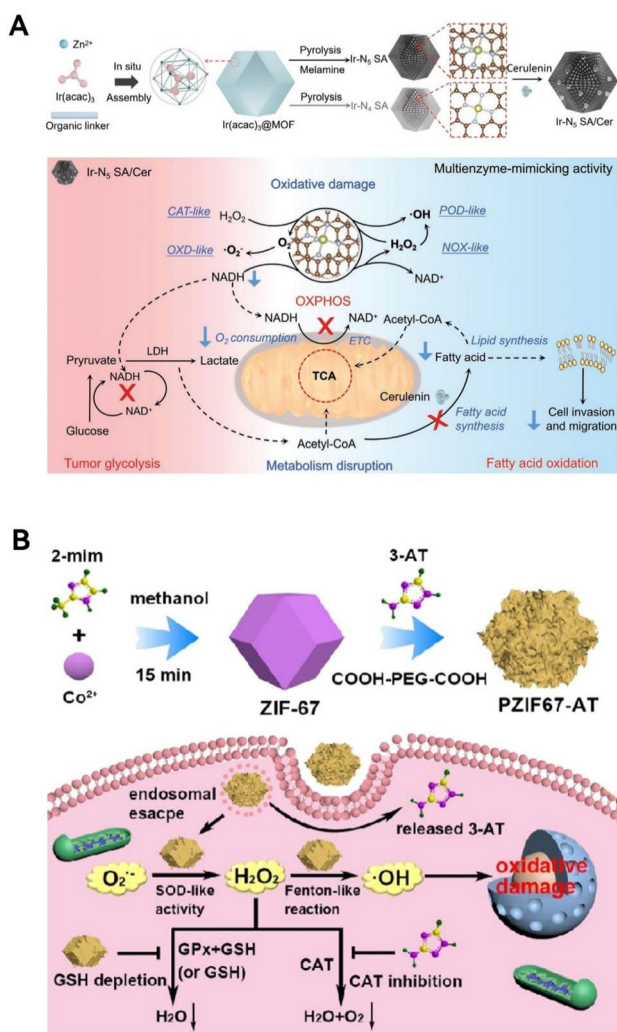 A
Zn²⁺
Ir(acac)₃
Organic linker
In situ
Assembly
Ir(acac)₃@MOF
Pyrolysis
Melamine
Ir-N₅ SA
Pyrolysis
Ir-N₄ SA
Cerulenin
Ir-N₅ SA/Cer
Ir-N₅ SA/Cer
Multienzyme-mimicking activity
Oxidative damage
CAT-like
H₂O₂
·OH
POD-like
OXD-like
·O₂⁻
O₂
H₂O₂
NOX-like
NADH
NAD⁺
OXPHOS
NADH
NAD⁺
Acetyl-CoA
O₂ consumption
ETC
Lipid synthesis
Pryruvate
LDH
Lactate
Fatty acid
NADH
NAD⁺
TCA
Cerulenin
Glucose
Acetyl-CoA
Fatty acid
synthesis
Cell invasion
and migration
Tumor glycolysis
Metabolism disruption
Fatty acid oxidation
B
2-mim
+
Co²⁺
methanol
15 min
ZIF-67
3-AT
COOH-PEG-COOH
PZIF67-AT
endosomal
esacpe
released 3-AT
O₂·⁻
SOD-like
activity
H₂O₂
Fenton-like
reaction
·OH
oxidative
damage
GSH depletion
GPx+GSH
(or GSH)
CAT
CAT inhibition
H₂O↓
H₂O+O₂↓